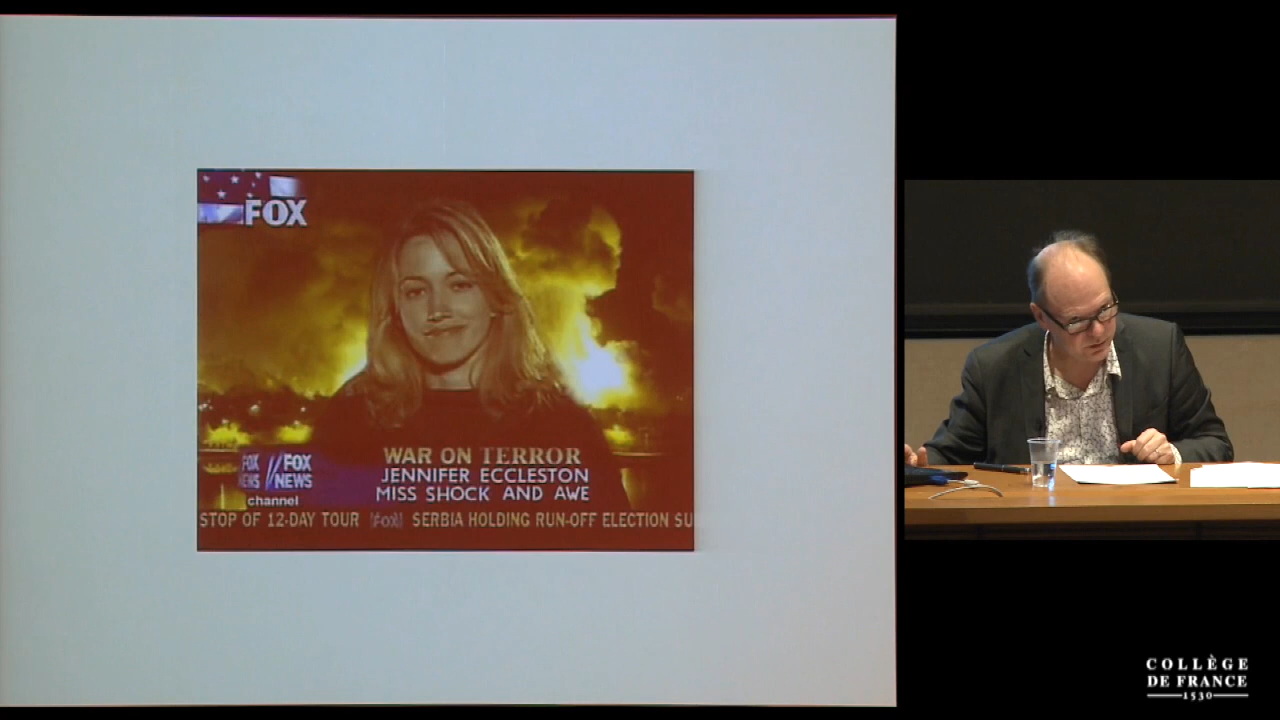 FOX
FOX NEWS
FOX NEWS
channel
WAR ON TERROR
JENNIFER ECCLESTON
MISS SHOCK AND AWE
STOP OF 12-DAY TOUR FOX SERBIA HOLDING RUN-OFF ELECTION SU
COLLÈGE
DE FRANCE
1530